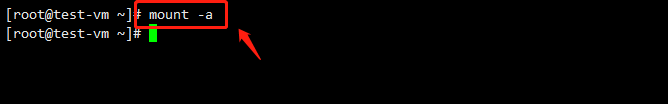 [root@test-vm ~]# mount -a
[root@test-vm ~]#